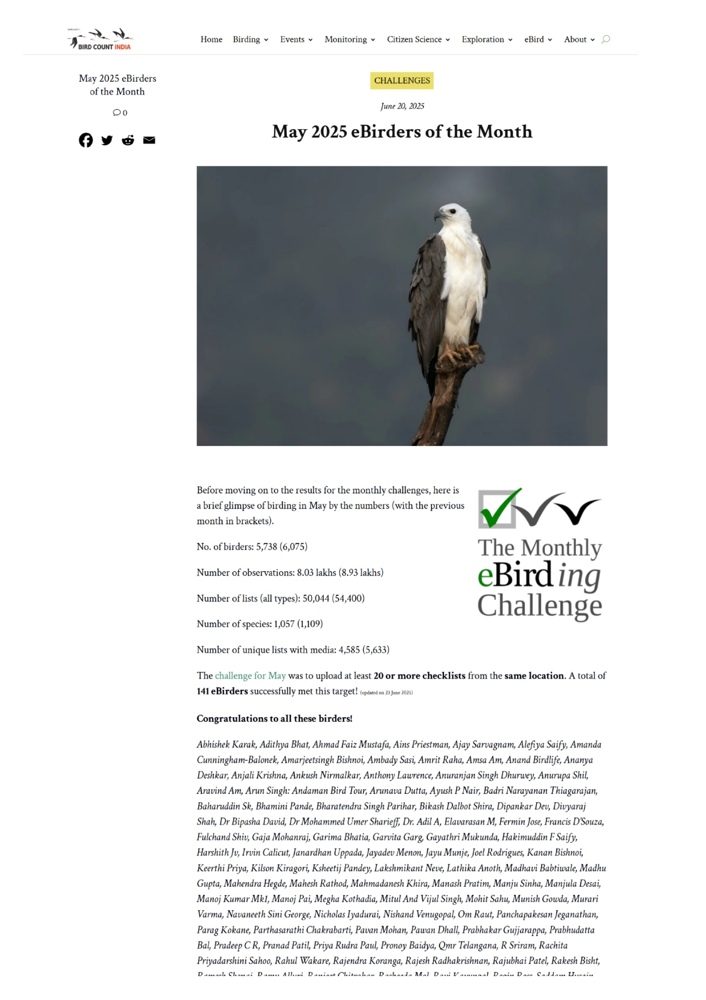 BIRD COUNT INDIA
Home Birding Events Monitoring Citizen Science Exploration eBird About
May 2025 eBirders
of the Month
0
CHALLENGES
June 20, 2025
May 2025 eBirders of the Month
Before moving on to the results for the monthly challenges, here is
a brief glimpse of birding in May by the numbers (with the previous
month in brackets).
No. of birders: 5,738 (6,075)
Number of observations: 8.03 lakhs (8.93 lakhs)
Number of lists (all types): 50,044 (54,400)
Number of species: 1,057 (1,109)
Number of unique lists with media: 4,585 (5,633)
The Monthly
eBirding
Challenge
The challenge for May was to upload at least 20 or more checklists from the same location. A total of
141 eBirders successfully met this target! (updated on 23 June 2025)
Congratulations to all these birders!
Abhishek Karak, Adithya Bhat, Ahmad Faiz Mustafa, Ains Priestman, Ajay Sarvagnam, Alefiya Saify, Amanda
Cunningham-Balonek, Amarjeetsingh Bishnoi, Ambady Sasi, Amrit Raha, Amsa Am, Anand Birdlife, Ananya
Deshkar, Anjali Krishna, Ankush Nirmalkar, Anthony Lawrence, Anuranjan Singh Dhurwey, Anurupa Shil,
Aravind Am, Arun Singh: Andaman Bird Tour, Arunava Dutta, Ayush P Nair, Badri Narayanan Thiagarajan,
Baharuddin Sk, Bhamini Pande, Bharatendra Singh Parihar, Bikash Dalbot Shira, Dipankar Dev, Divyaraj
Shah, Dr Bipasha David, Dr Mohammed Umer Sharieff, Dr. Adil A, Elavarasan M, Fermin Jose, Francis D'Souza,
Fulchand Shiv, Gaja Mohanraj, Garima Bhatia, Garvita Garg, Gayathri Mukunda, Hakimuddin F Saify,
Harshith Jv, Irvin Calicut, Janardhan Uppada, Jayadev Menon, Jayu Munje, Joel Rodrigues, Kanan Bishnoi,
Keerthi Priya, Kilson Kiragori, Ksheetij Pandey, Lakshmikant Neve, Lathika Anoth, Madhavi Babtiwale, Madhu
Gupta, Mahendra Hegde, Mahesh Rathod, Mahmadanesh Khira, Manash Pratim, Manju Sinha, Manjula Desai,
Manoj Kumar Mk1, Manoj Pai, Megha Kothadia, Mitul And Vijul Singh, Mohit Sahu, Munish Gowda, Murari
Varma, Navaneeth Sini George, Nicholas Iyadurai, Nishand Venugopal, Om Raut, Panchapakesan Jeganathan,
Parag Kokane, Parthasarathi Chakrabarti, Pavan Mohan, Pawan Dhall, Prabhakar Gujjarappa, Prabhudatta
Bal, Pradeep C R, Pranad Patil, Priya Rudra Paul, Pronoy Baidya, Qmr Telangana, R Sriram, Rachita
Priyadarshini Sahoo, Rahul Wakare, Rajendra Koranga, Rajesh Radhakrishnan, Rajubhai Patel, Rakesh Bisht,